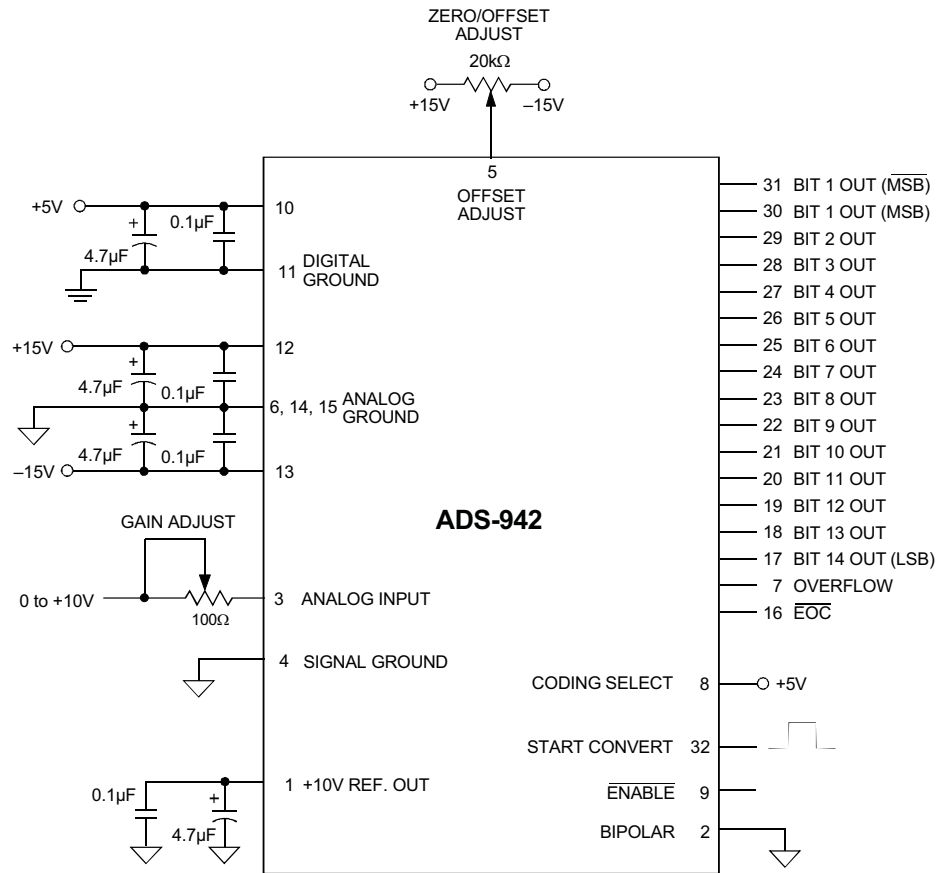 ZERO/OFFSET
ADJUST
20kΩ
+15V
–15V
5
OFFSET
ADJUST
+5V
+
4.7µF
0.1µF
10
11 DIGITAL
GROUND
+15V
+
4.7µF
0.1µF
12
6, 14, 15 ANALOG
GROUND
+
4.7µF
0.1µF
–15V
13
GAIN ADJUST
0 to +10V
100Ω
3 ANALOG INPUT
4 SIGNAL GROUND
1 +10V REF. OUT
0.1µF
+
4.7µF
ADS-942
31 BIT 1 OUT (M̅S̅B̅)
30 BIT 1 OUT (MSB)
29 BIT 2 OUT
28 BIT 3 OUT
27 BIT 4 OUT
26 BIT 5 OUT
25 BIT 6 OUT
24 BIT 7 OUT
23 BIT 8 OUT
22 BIT 9 OUT
21 BIT 10 OUT
20 BIT 11 OUT
19 BIT 12 OUT
18 BIT 13 OUT
17 BIT 14 OUT (LSB)
7 OVERFLOW
16 E̅O̅C̅
CODING SELECT 8 +5V
START CONVERT 32
E̅N̅A̅B̅L̅E̅ 9
BIPOLAR 2